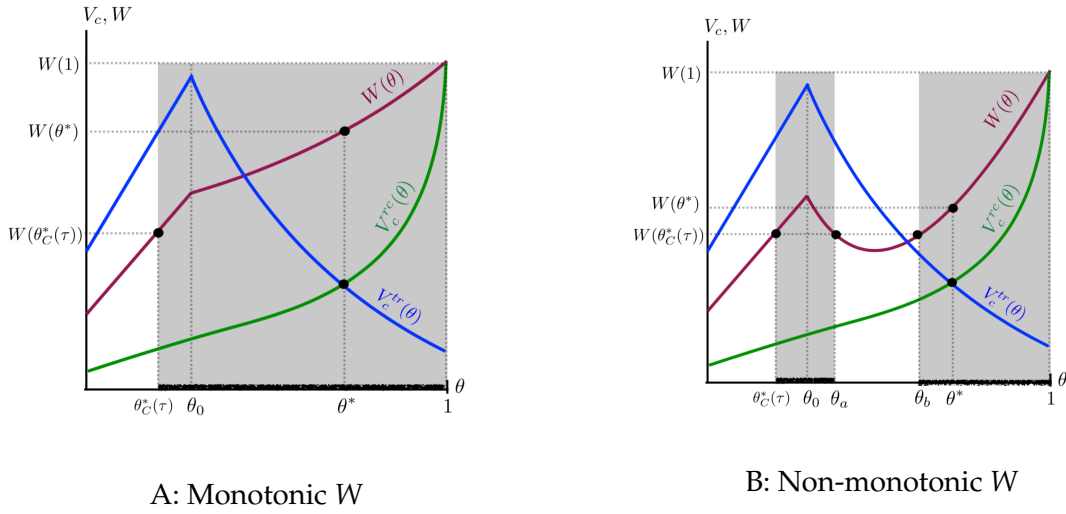 V_c, W
W(1)
W(θ*)
W(θ*_C(τ))
W(θ)
V_c^{rc}(θ)
V_c^{tr}(θ)
θ
θ*_C(τ) θ_0 θ* 1
A: Monotonic W
V_c, W
W(1)
W(θ*)
W(θ*_C(τ))
W(θ)
V_c^{rc}(θ)
V_c^{tr}(θ)
θ
θ*_C(τ) θ_0 θ_a θ_b θ* 1
B: Non-monotonic W